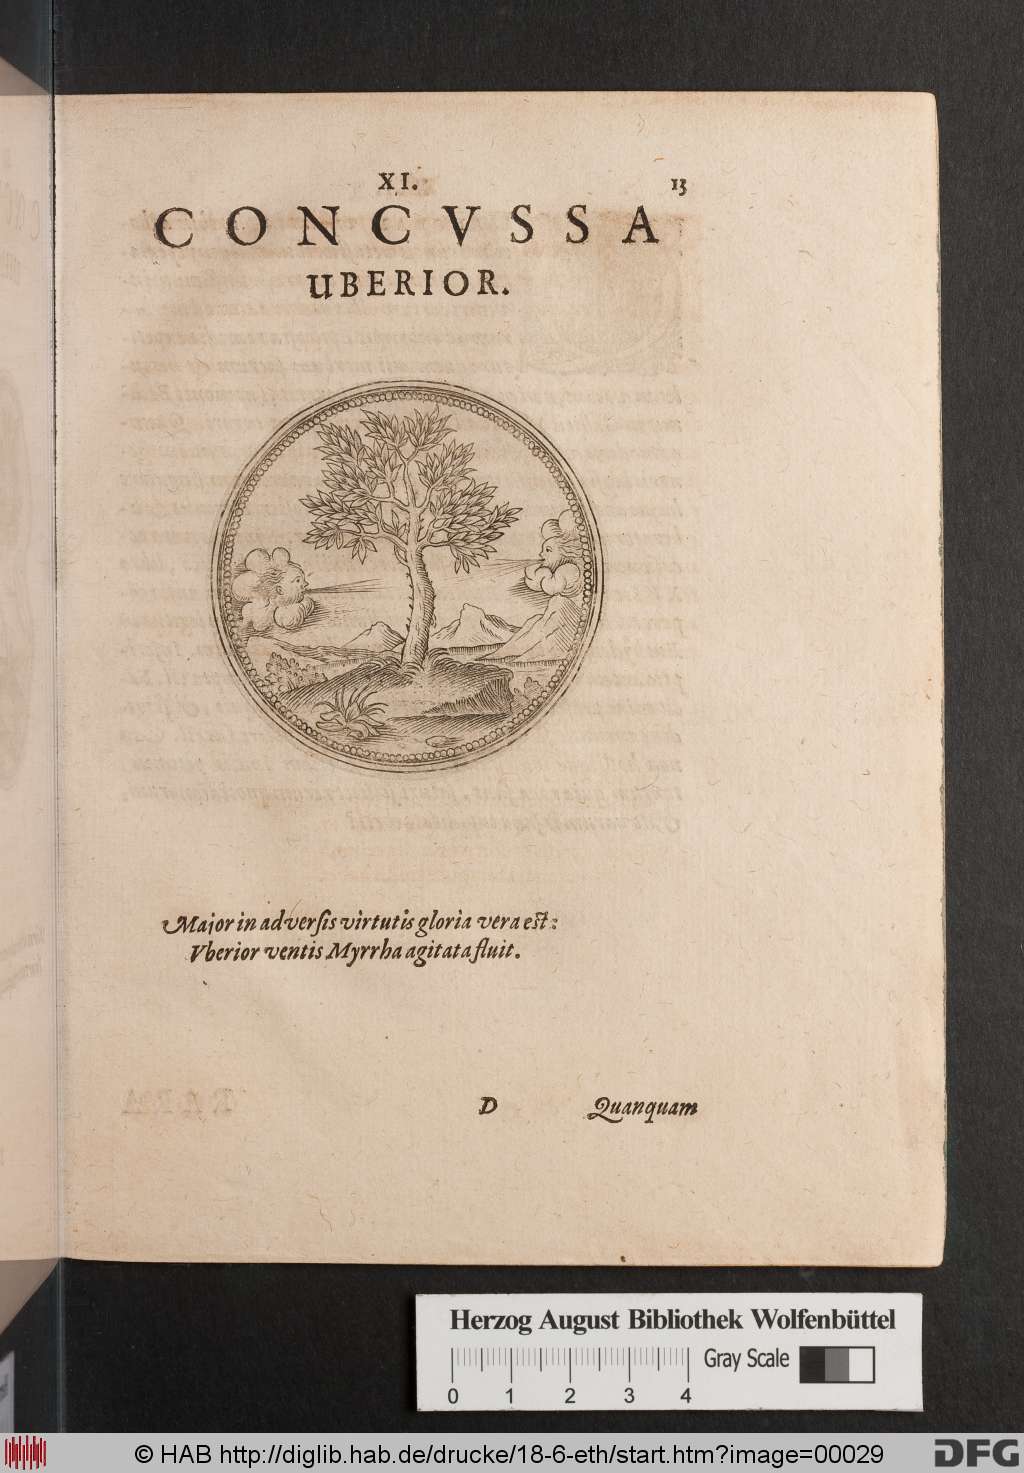 XI.
13
CONCVSSA
UBERIOR.
Major in adversis virtutis gloria vera est:
Vberior ventis Myrrha agitata fluit.
D
Quanquam
Herzog August Bibliothek Wolfenbüttel
Gray Scale
0 1 2 3 4
© HAB http://diglib.hab.de/drucke/18-6-eth/start.htm?image=00029
DFG